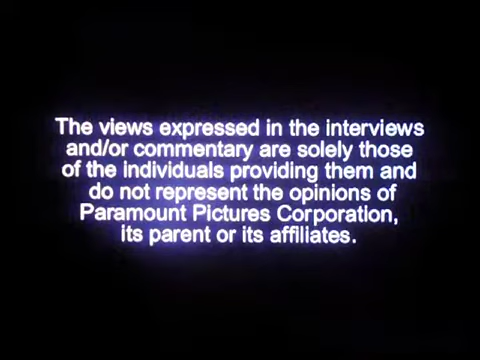 The views expressed in the interviews
and/or commentary are solely those
of the individuals providing them and
do not represent the opinions of
Paramount Pictures Corporation,
its parent or its affiliates.